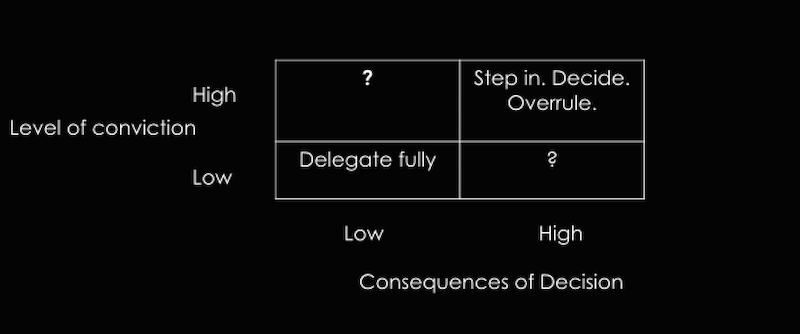 ?
Step in. Decide.
Overrule.
High
Level of conviction
Delegate fully
?
Low
Low
High
Consequences of Decision